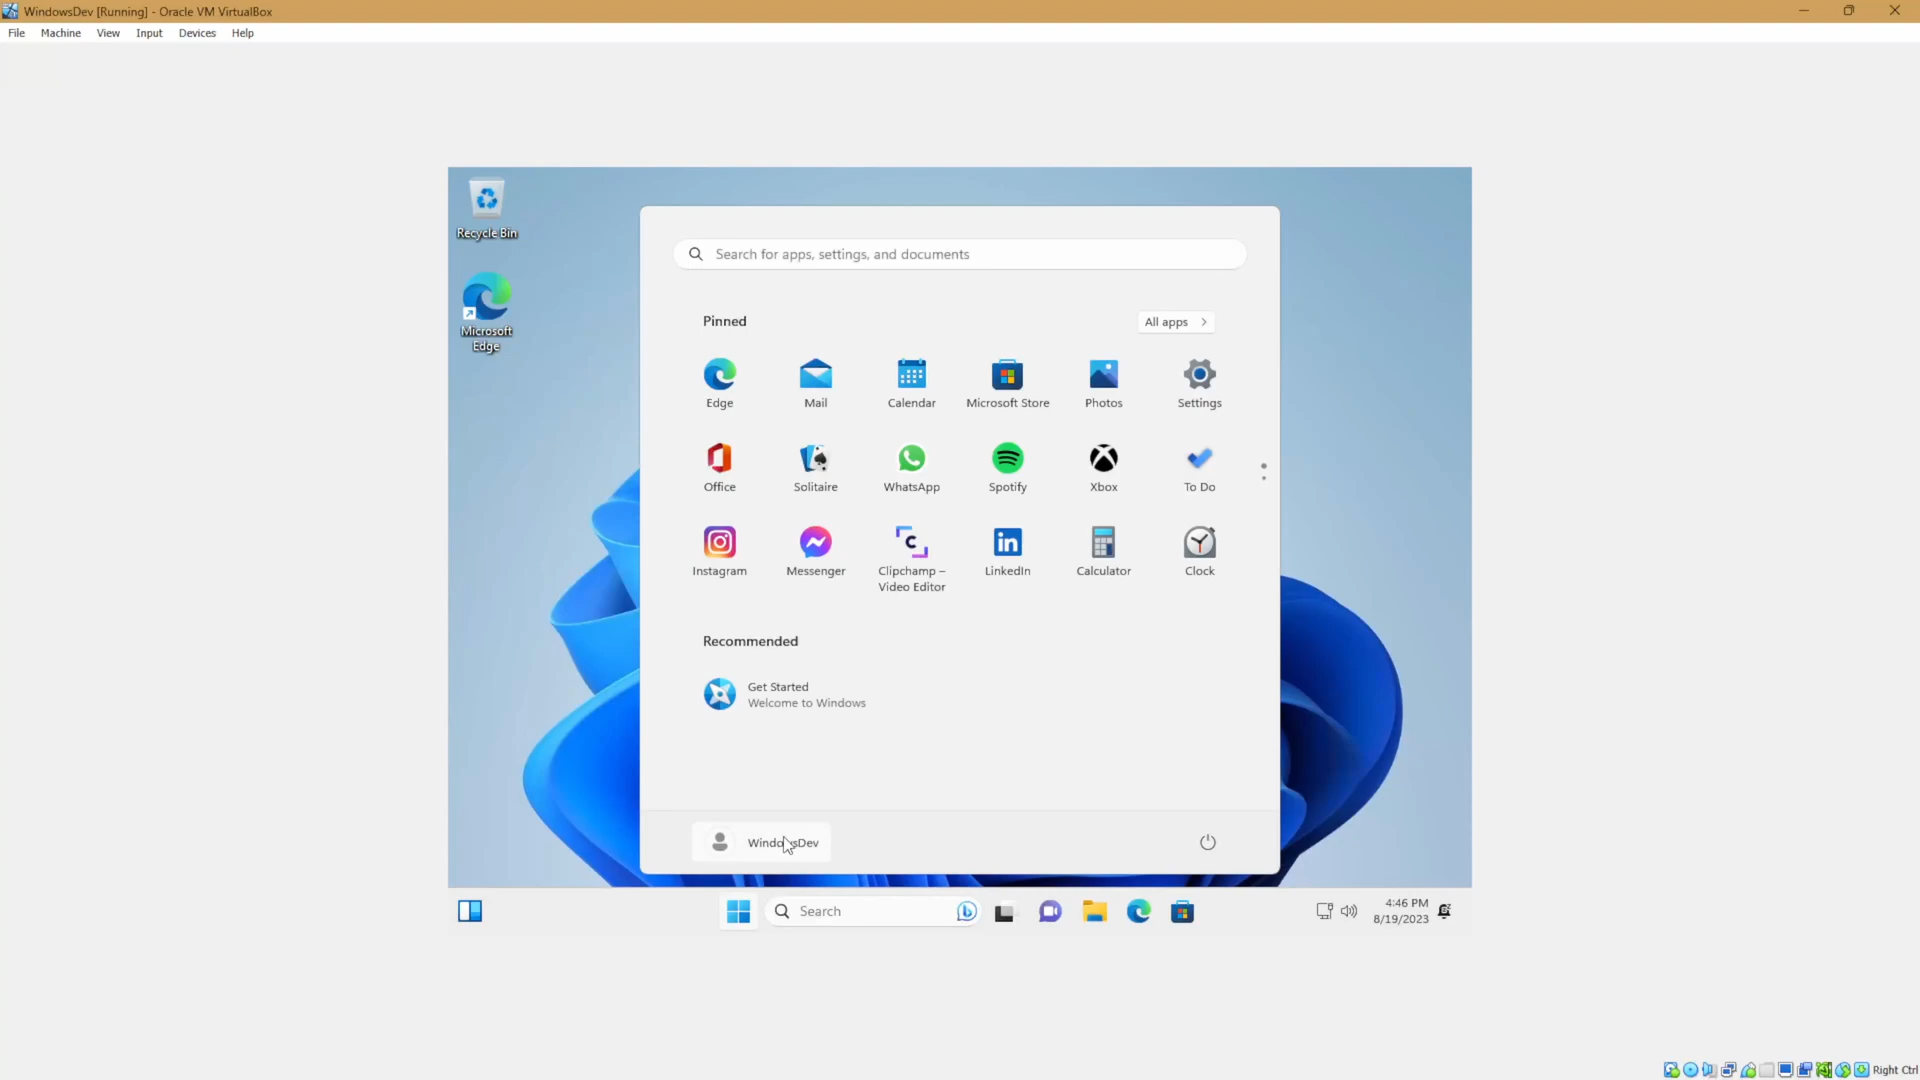 WindowsDev [Running] - Oracle VM VirtualBox
File Machine View Input Devices Help
Recycle Bin
Microsoft
Edge
Search for apps, settings, and documents
Pinned
All apps
Edge
Mail
Calendar
Microsoft Store
Photos
Settings
Office
Solitaire
WhatsApp
Spotify
Xbox
To Do
Instagram
Messenger
Clipchamp –
Video Editor
LinkedIn
Calculator
Clock
Recommended
Get Started
Welcome to Windows
WindowsDev
Search
4:46 PM
8/19/2023
Right Ctrl